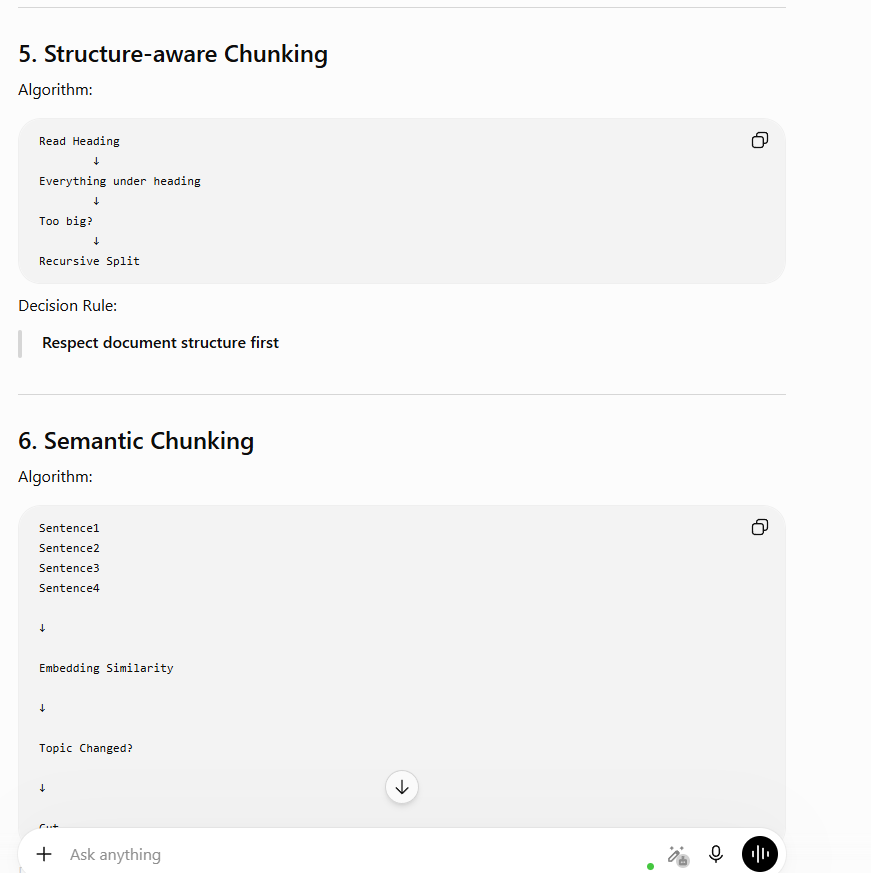 5. Structure-aware Chunking
Algorithm:
Read Heading
↓
Everything under heading
↓
Too big?
↓
Recursive Split
Decision Rule:
Respect document structure first
6. Semantic Chunking
Algorithm:
Sentence1
Sentence2
Sentence3
Sentence4
↓
Embedding Similarity
↓
Topic Changed?
↓
Cut
Ask anything